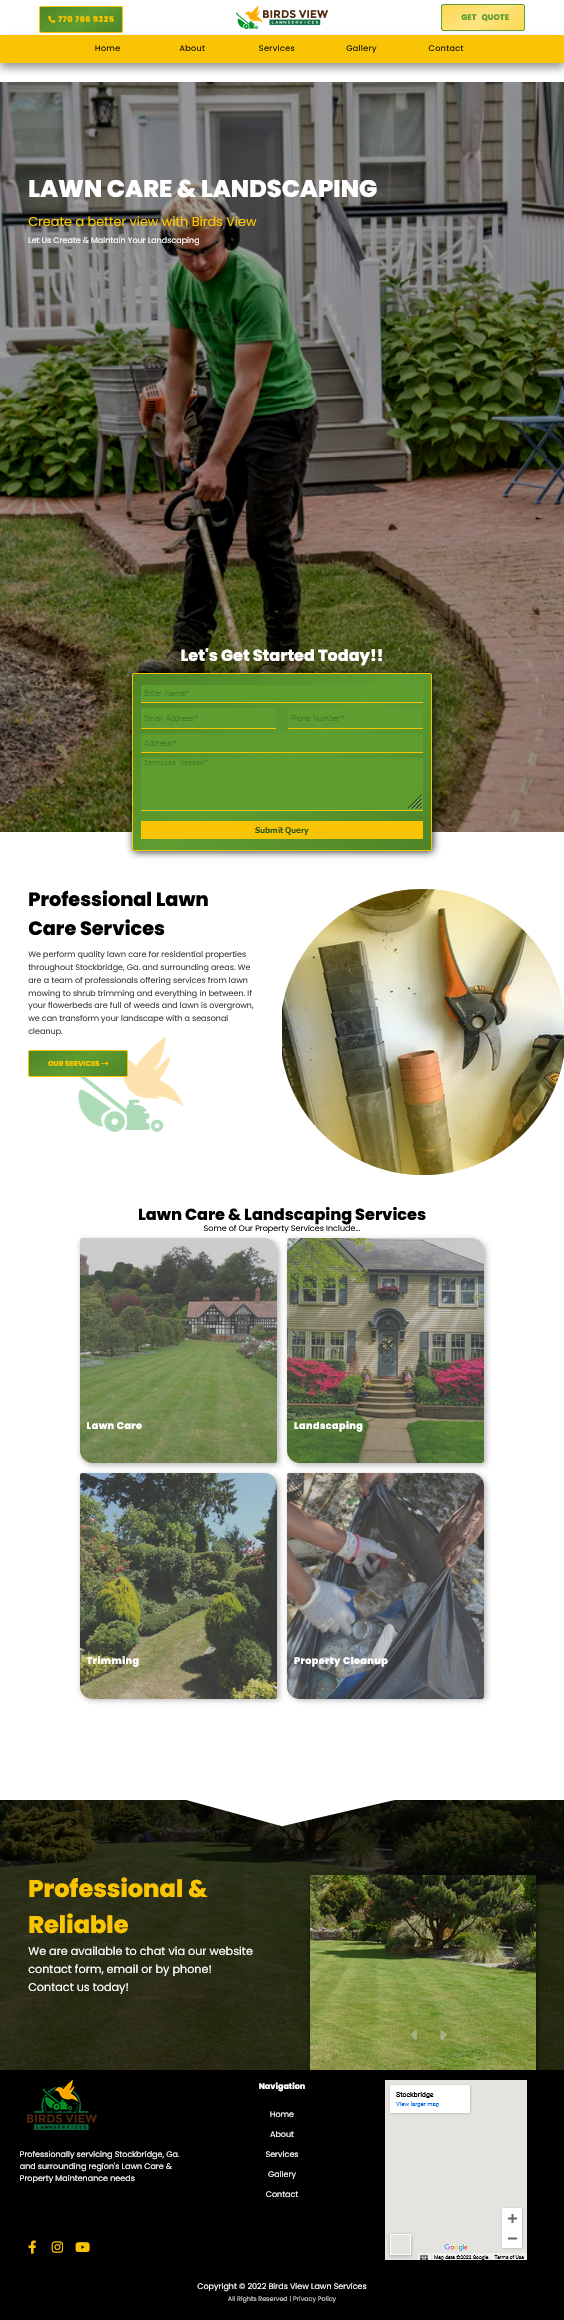 770 766 9325
BIRDS VIEW
LAWN SERVICES
GET QUOTE
Home
About
Services
Gallery
Contact
LAWN CARE & LANDSCAPING
Create a better view with Birds View
Let Us Create & Maintain Your Landscaping
Let's Get Started Today!!
Enter Name*
Email Address*
Phone Number*
Address*
Services Needed*
Submit Query
Professional Lawn
Care Services
We perform quality lawn care for residential properties
throughout Stockbridge, Ga. and surrounding areas. We
are a team of professionals offering services from lawn
mowing to shrub trimming and everything in between. If
your flowerbeds are full of weeds and lawn is overgrown,
we can transform your landscape with a seasonal
cleanup.
OUR SERVICES →
Lawn Care & Landscaping Services
Some of Our Property Services Include...
Lawn Care
Landscaping
Trimming
Property Cleanup
Professional &
Reliable
We are available to chat via our website
contact form, email or by phone!
Contact us today!
BIRDS VIEW
LAWN SERVICES
Professionally servicing Stockbridge, Ga.
and surrounding region's Lawn Care &
Property Maintenance needs
Navigation
Home
About
Services
Gallery
Contact
Stockbridge
View larger map
Google
Map data ©2022 Google
Terms of Use
Copyright © 2022 Birds View Lawn Services
All Rights Reserved | Privacy Policy